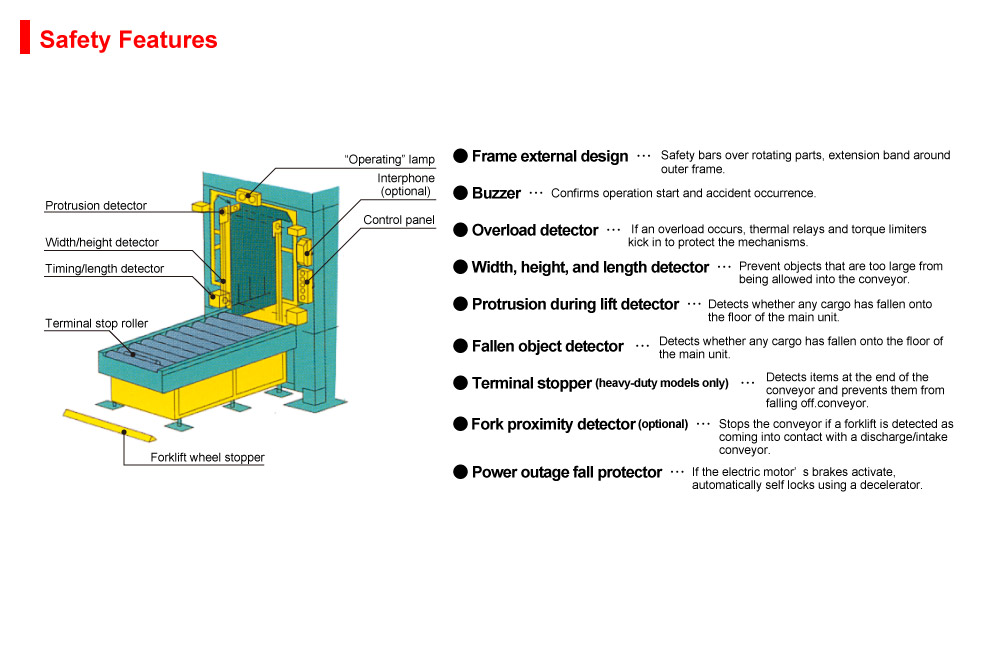 Safety Features
“Operating” lamp
Interphone
(optional)
Control panel
Protrusion detector
Width/height detector
Timing/length detector
Terminal stop roller
Forklift wheel stopper
● Frame external design ··· Safety bars over rotating parts, extension band around
outer frame.
● Buzzer ··· Confirms operation start and accident occurrence.
● Overload detector ··· If an overload occurs, thermal relays and torque limiters
kick in to protect the mechanisms.
● Width, height, and length detector ··· Prevent objects that are too large from
being allowed into the conveyor.
● Protrusion during lift detector ··· Detects whether any cargo has fallen onto
the floor of the main unit.
● Fallen object detector ··· Detects whether any cargo has fallen onto the floor of
the main unit.
● Terminal stopper (heavy-duty models only) ··· Detects items at the end of the
conveyor and prevents them from
falling off.conveyor.
● Fork proximity detector (optional) ··· Stops the conveyor if a forklift is detected as
coming into contact with a discharge/intake
conveyor.
● Power outage fall protector ··· If the electric motor’ s brakes activate,
automatically self locks using a decelerator.